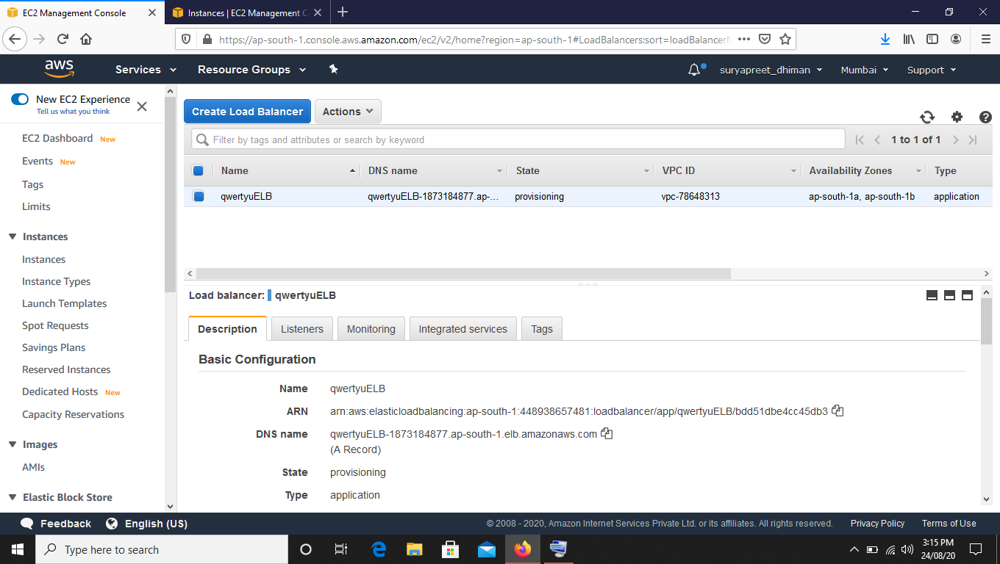 EC2 Management Console
Instances | EC2 Management C
https://ap-south-1.console.aws.amazon.com/ec2/v2/home?region=ap-south-1#LoadBalancers:sort=loadBalancerN
aws
Services
Resource Groups
suryapreet_dhiman
Mumbai
Support
New EC2 Experience
Tell us what you think
EC2 Dashboard New
Events New
Tags
Limits
Instances
Instances
Instance Types
Launch Templates
Spot Requests
Savings Plans
Reserved Instances
Dedicated Hosts New
Capacity Reservations
Images
AMIs
Elastic Block Store
Create Load Balancer
Actions
Filter by tags and attributes or search by keyword
1 to 1 of 1
Name DNS name State VPC ID Availability Zones Type
qwertyuELB qwertyuELB-1873184877.ap-... provisioning vpc-78648313 ap-south-1a, ap-south-1b application
Load balancer: qwertyuELB
Description Listeners Monitoring Integrated services Tags
Basic Configuration
Name qwertyuELB
ARN arn:aws:elasticloadbalancing:ap-south-1:448938657481:loadbalancer/app/qwertyuELB/bdd51dbe4cc45db3
DNS name qwertyuELB-1873184877.ap-south-1.elb.amazonaws.com
(A Record)
State provisioning
Type application
Feedback
English (US)
© 2008 - 2020, Amazon Internet Services Private Ltd. or its affiliates. All rights reserved.
Privacy Policy
Terms of Use
Type here to search
3:15 PM
24/08/20